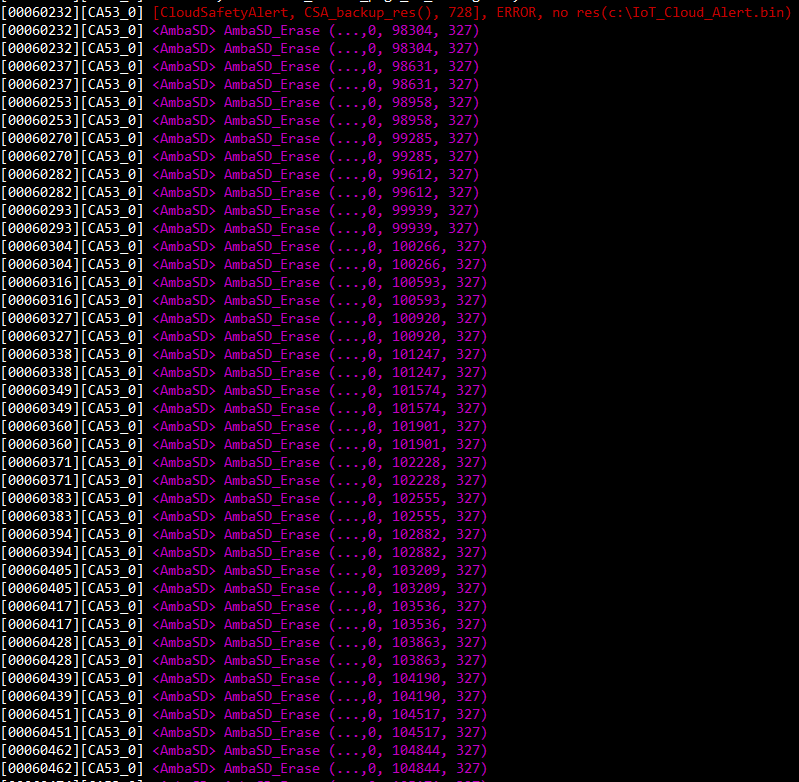 [00060232][CA53_0] [CloudSafetyAlert, CSA_backup_res(), 728], ERROR, no res(c:\IoT_Cloud_Alert.bin)
[00060232][CA53_0] <AmbaSD> AmbaSD_Erase (...,0, 98304, 327)
[00060232][CA53_0] <AmbaSD> AmbaSD_Erase (...,0, 98304, 327)
[00060237][CA53_0] <AmbaSD> AmbaSD_Erase (...,0, 98631, 327)
[00060237][CA53_0] <AmbaSD> AmbaSD_Erase (...,0, 98631, 327)
[00060253][CA53_0] <AmbaSD> AmbaSD_Erase (...,0, 98958, 327)
[00060253][CA53_0] <AmbaSD> AmbaSD_Erase (...,0, 98958, 327)
[00060270][CA53_0] <AmbaSD> AmbaSD_Erase (...,0, 99285, 327)
[00060270][CA53_0] <AmbaSD> AmbaSD_Erase (...,0, 99285, 327)
[00060282][CA53_0] <AmbaSD> AmbaSD_Erase (...,0, 99612, 327)
[00060282][CA53_0] <AmbaSD> AmbaSD_Erase (...,0, 99612, 327)
[00060293][CA53_0] <AmbaSD> AmbaSD_Erase (...,0, 99939, 327)
[00060293][CA53_0] <AmbaSD> AmbaSD_Erase (...,0, 99939, 327)
[00060304][CA53_0] <AmbaSD> AmbaSD_Erase (...,0, 100266, 327)
[00060304][CA53_0] <AmbaSD> AmbaSD_Erase (...,0, 100266, 327)
[00060316][CA53_0] <AmbaSD> AmbaSD_Erase (...,0, 100593, 327)
[00060316][CA53_0] <AmbaSD> AmbaSD_Erase (...,0, 100593, 327)
[00060327][CA53_0] <AmbaSD> AmbaSD_Erase (...,0, 100920, 327)
[00060327][CA53_0] <AmbaSD> AmbaSD_Erase (...,0, 100920, 327)
[00060338][CA53_0] <AmbaSD> AmbaSD_Erase (...,0, 101247, 327)
[00060338][CA53_0] <AmbaSD> AmbaSD_Erase (...,0, 101247, 327)
[00060349][CA53_0] <AmbaSD> AmbaSD_Erase (...,0, 101574, 327)
[00060349][CA53_0] <AmbaSD> AmbaSD_Erase (...,0, 101574, 327)
[00060360][CA53_0] <AmbaSD> AmbaSD_Erase (...,0, 101901, 327)
[00060360][CA53_0] <AmbaSD> AmbaSD_Erase (...,0, 101901, 327)
[00060371][CA53_0] <AmbaSD> AmbaSD_Erase (...,0, 102228, 327)
[00060371][CA53_0] <AmbaSD> AmbaSD_Erase (...,0, 102228, 327)
[00060383][CA53_0] <AmbaSD> AmbaSD_Erase (...,0, 102555, 327)
[00060383][CA53_0] <AmbaSD> AmbaSD_Erase (...,0, 102555, 327)
[00060394][CA53_0] <AmbaSD> AmbaSD_Erase (...,0, 102882, 327)
[00060394][CA53_0] <AmbaSD> AmbaSD_Erase (...,0, 102882, 327)
[00060405][CA53_0] <AmbaSD> AmbaSD_Erase (...,0, 103209, 327)
[00060405][CA53_0] <AmbaSD> AmbaSD_Erase (...,0, 103209, 327)
[00060417][CA53_0] <AmbaSD> AmbaSD_Erase (...,0, 103536, 327)
[00060417][CA53_0] <AmbaSD> AmbaSD_Erase (...,0, 103536, 327)
[00060428][CA53_0] <AmbaSD> AmbaSD_Erase (...,0, 103863, 327)
[00060428][CA53_0] <AmbaSD> AmbaSD_Erase (...,0, 103863, 327)
[00060439][CA53_0] <AmbaSD> AmbaSD_Erase (...,0, 104190, 327)
[00060439][CA53_0] <AmbaSD> AmbaSD_Erase (...,0, 104190, 327)
[00060451][CA53_0] <AmbaSD> AmbaSD_Erase (...,0, 104517, 327)
[00060451][CA53_0] <AmbaSD> AmbaSD_Erase (...,0, 104517, 327)
[00060462][CA53_0] <AmbaSD> AmbaSD_Erase (...,0, 104844, 327)
[00060462][CA53_0] <AmbaSD> AmbaSD_Erase (...,0, 104844, 327)